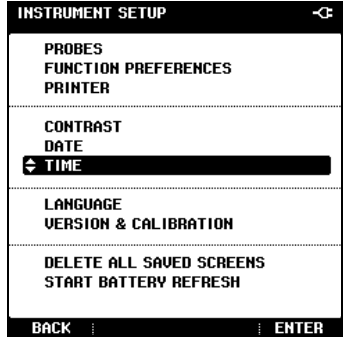 INSTRUMENT SETUP
PROBES
FUNCTION PREFERENCES
PRINTER
CONTRAST
DATE
TIME
LANGUAGE
VERSION & CALIBRATION
DELETE ALL SAVED SCREENS
START BATTERY REFRESH
BACK ENTER